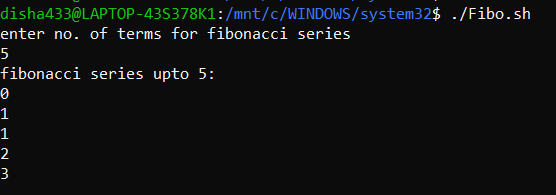 disha433@LAPTOP-43S378K1:/mnt/c/WINDOWS/system32$ ./Fibo.sh
enter no. of terms for fibonacci series
5
fibonacci series upto 5:
0
1
1
2
3